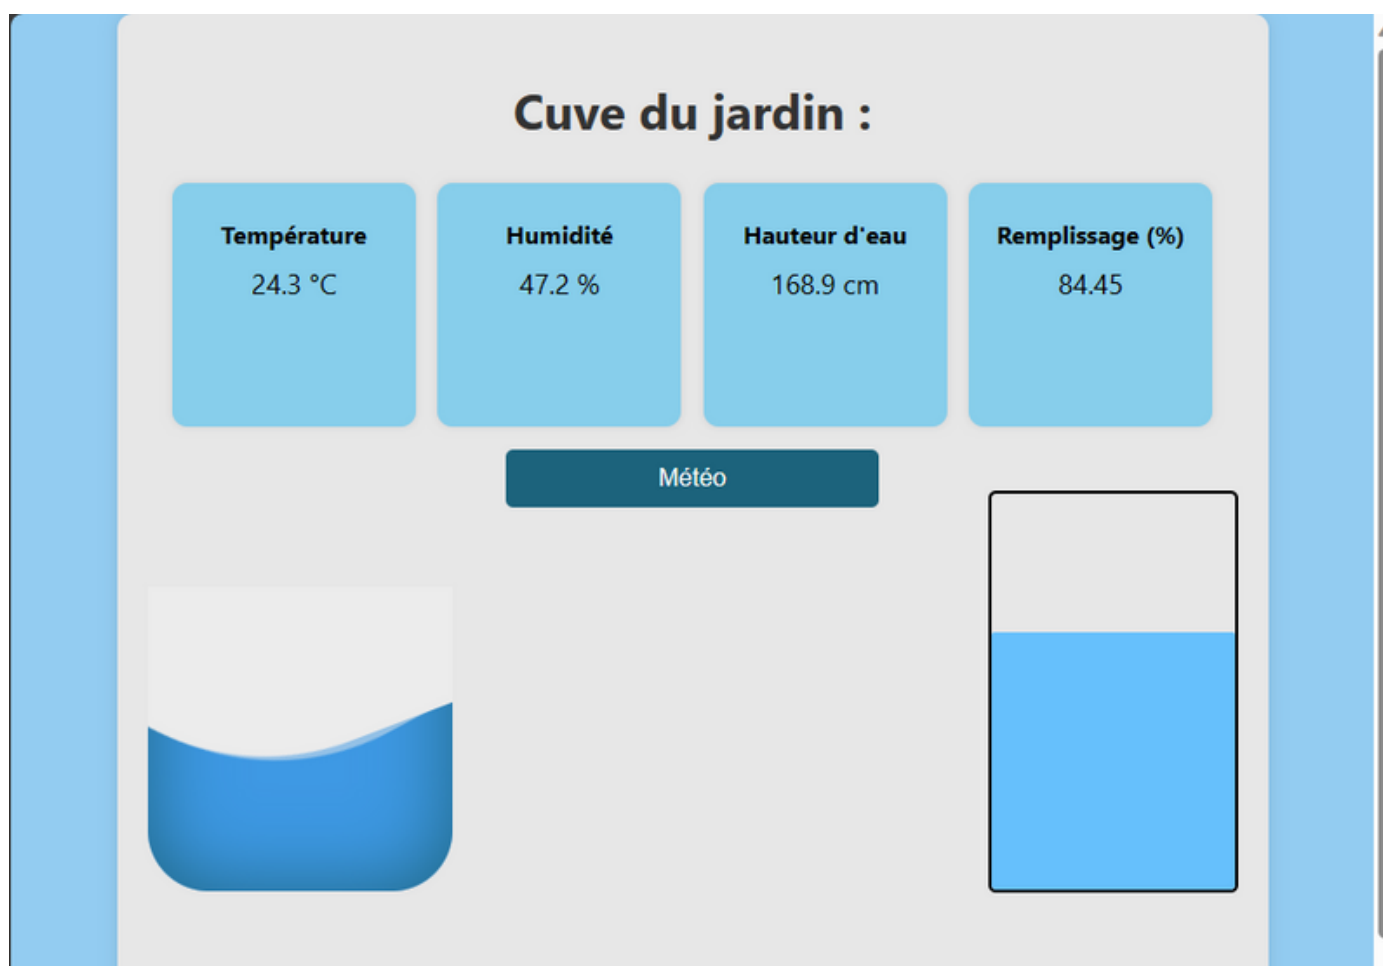 Cuve du jardin :
Température
24.3 °C
Humidité
47.2 %
Hauteur d'eau
168.9 cm
Remplissage (%)
84.45
Météo